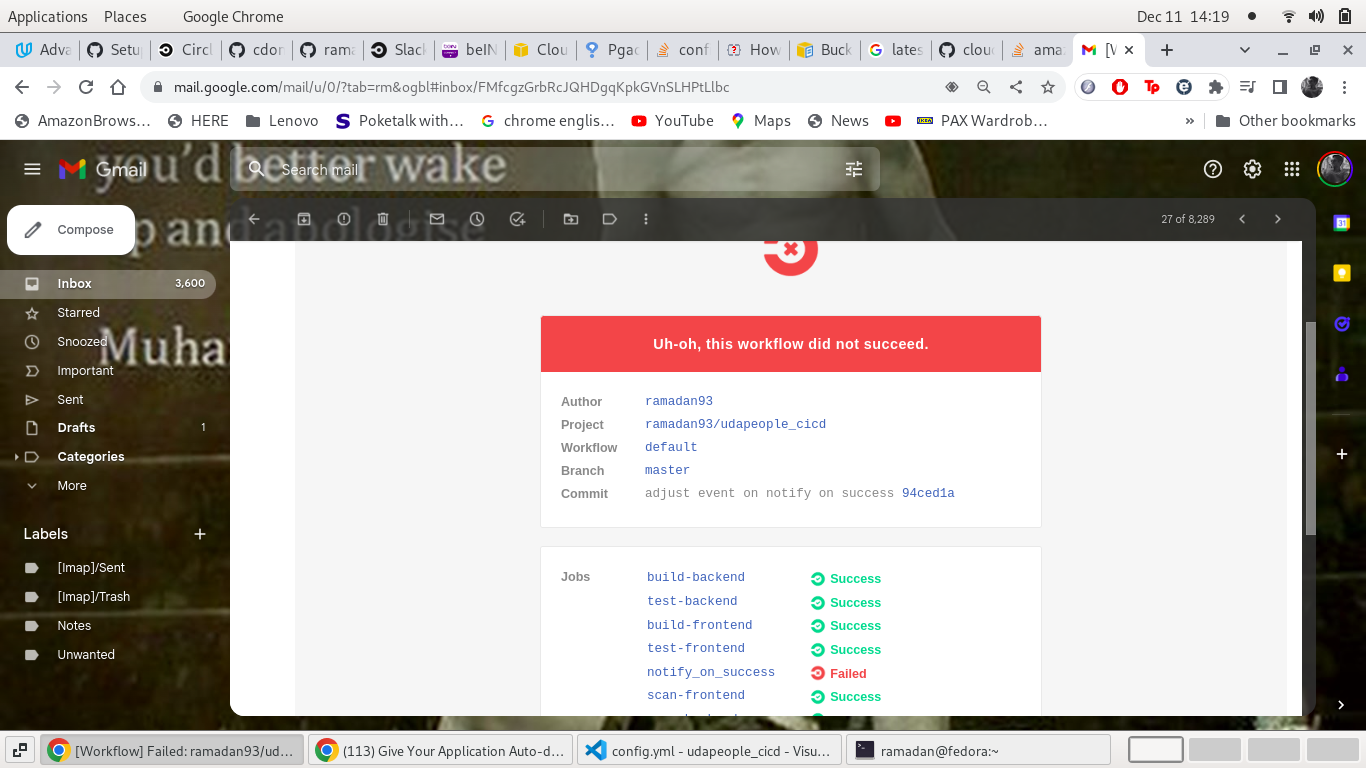 Applications Places Google Chrome Dec 11 14:19
Adva Setup Circl cdon rama Slack beIN Clou Pgac conf How Buck lates cloud amaz [W
mail.google.com/mail/u/0/?tab=rm&ogbl#inbox/FMfcgzGrbRcJQHDgqKpkGVnSLHPtLlbc
AmazonBrows... HERE Lenovo Poketalk with... chrome englis... YouTube Maps News PAX Wardrob... » Other bookmarks
you'd better wake
Gmail Search mail
up and apologise
27 of 8,289
Compose
Inbox 3,600
Starred
Snoozed
Muha
Important
Sent
Drafts 1
Categories
More
Labels
[Imap]/Sent
[Imap]/Trash
Notes
Unwanted
Uh-oh, this workflow did not succeed.
Author ramadan93
Project ramadan93/udapeople_cicd
Workflow default
Branch master
Commit adjust event on notify on success 94ced1a
Jobs build-backend Success
test-backend Success
build-frontend Success
test-frontend Success
notify_on_success Failed
scan-frontend Success
[Workflow] Failed: ramadan93/ud... (113) Give Your Application Auto-d... config.yml - udapeople_cicd - Visu... ramadan@fedora:~